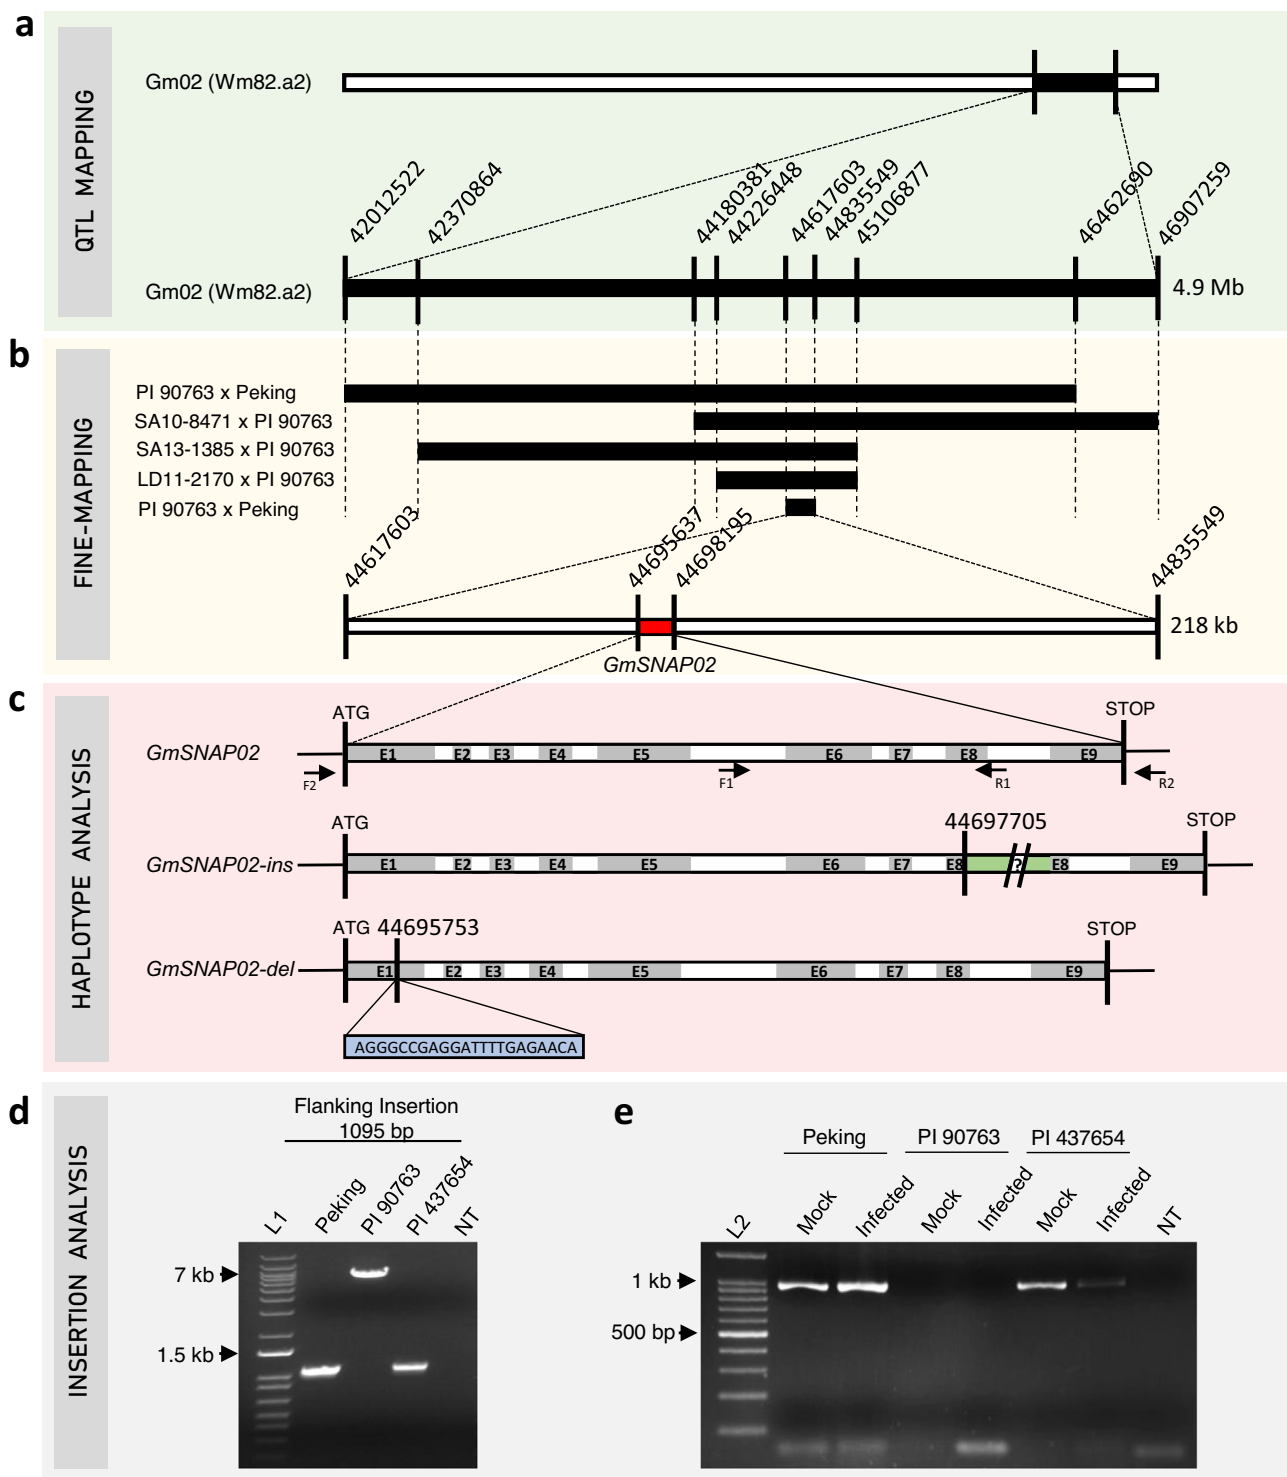 a
QTL MAPPING
Gm02 (Wm82.a2)
42012522
42370864
44180381
44226448
44617603
44835549
45106877
46462690
46907259
Gm02 (Wm82.a2)
4.9 Mb
b
FINE-MAPPING
PI 90763 x Peking
SA10-8471 x PI 90763
SA13-1385 x PI 90763
LD11-2170 x PI 90763
PI 90763 x Peking
44617603
44695637
44698195
44835549
218 kb
GmSNAP02
c
HAPLOTYPE ANALYSIS
ATG
STOP
GmSNAP02
E1 E2 E3 E4 E5 E6 E7 E8 E9
F2 F1 R1 R2
ATG
44697705
STOP
GmSNAP02-ins
E1 E2 E3 E4 E5 E6 E7 E8 ? E8 E9
ATG 44695753
STOP
GmSNAP02-del
E1 E2 E3 E4 E5 E6 E7 E8 E9
AGGGCCGAGGATTTTGAGAACA
d
INSERTION ANALYSIS
Flanking Insertion
1095 bp
L1
Peking
PI 90763
PI 437654
NT
7 kb
1.5 kb
e
Peking
PI 90763
PI 437654
L2
Mock
Infected
Mock
Infected
Mock
Infected
NT
1 kb
500 bp